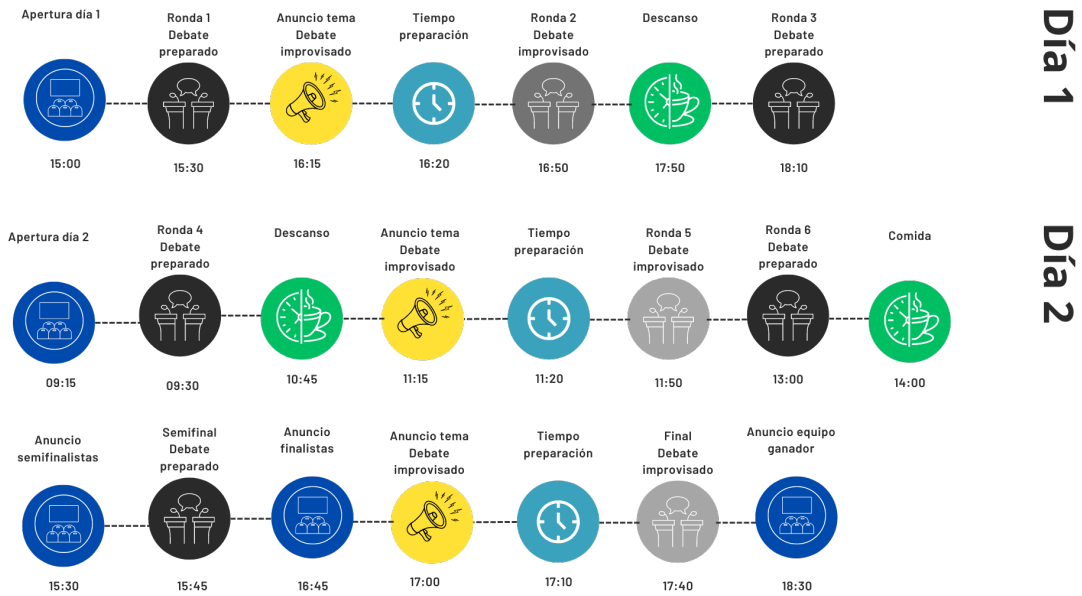 Día 1
Apertura día 1
15:00
Ronda 1
Debate
preparado
15:30
Anuncio tema
Debate
improvisado
16:15
Tiempo
preparación
16:20
Ronda 2
Debate
improvisado
16:50
Descanso
17:50
Ronda 3
Debate
preparado
18:10
Día 2
Apertura día 2
09:15
Ronda 4
Debate
preparado
09:30
Descanso
10:45
Anuncio tema
Debate
improvisado
11:15
Tiempo
preparación
11:20
Ronda 5
Debate
improvisado
11:50
Ronda 6
Debate
preparado
13:00
Comida
14:00
Anuncio
semifinalistas
15:30
Semifinal
Debate
preparado
15:45
Anuncio
finalistas
16:45
Anuncio tema
Debate
improvisado
17:00
Tiempo
preparación
17:10
Final
Debate
improvisado
17:40
Anuncio equipo
ganador
18:30